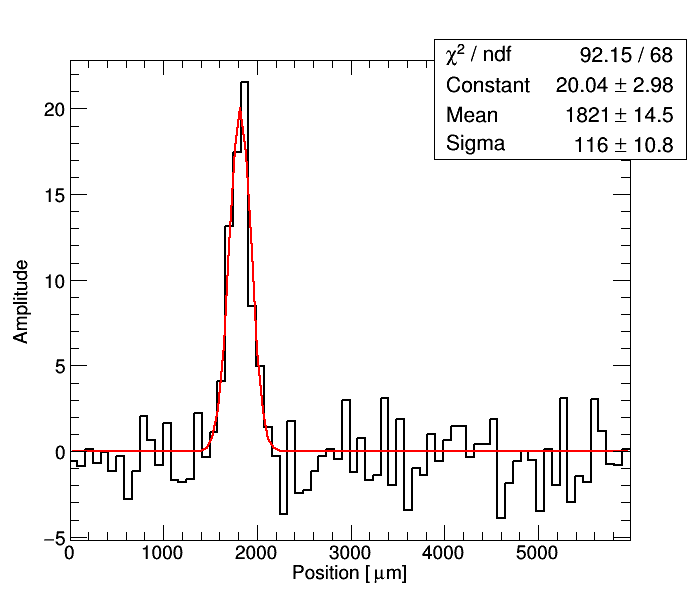 χ² / ndf 92.15 / 68
Constant 20.04 ± 2.98
Mean 1821 ± 14.5
Sigma 116 ± 10.8
20
15
10
5
0
−5
Amplitude
0 1000 2000 3000 4000 5000
Position [ μm]